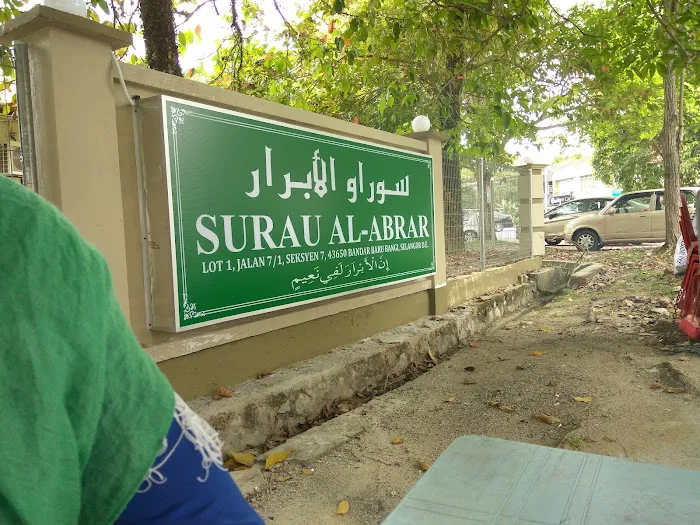 سوراو الأبرار
SURAU AL-ABRAR
LOT 1, JALAN 7/1, SEKSYEN 7, 43650 BANDAR BARU BANGI, SELANGOR D.E.
إِنَّ الْأَبْرَارَ لَفِي نَعِيمٍ